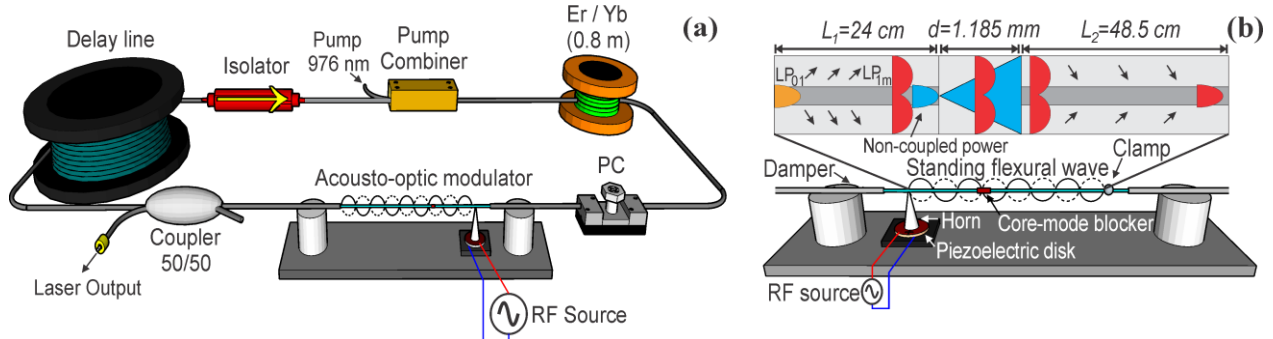 (a)
Delay line
Isolator
Pump
976 nm
Pump
Combiner
Er / Yb
(0.8 m)
PC
Acousto-optic modulator
Coupler
50/50
Laser Output
RF Source
(b)
L₁=24 cm
d=1.185 mm
L₂=48.5 cm
LP₀₁
LP₁ₘ
Non-coupled power
Damper
Standing flexural wave
Clamp
Horn
Core-mode blocker
Piezoelectric disk
RF source